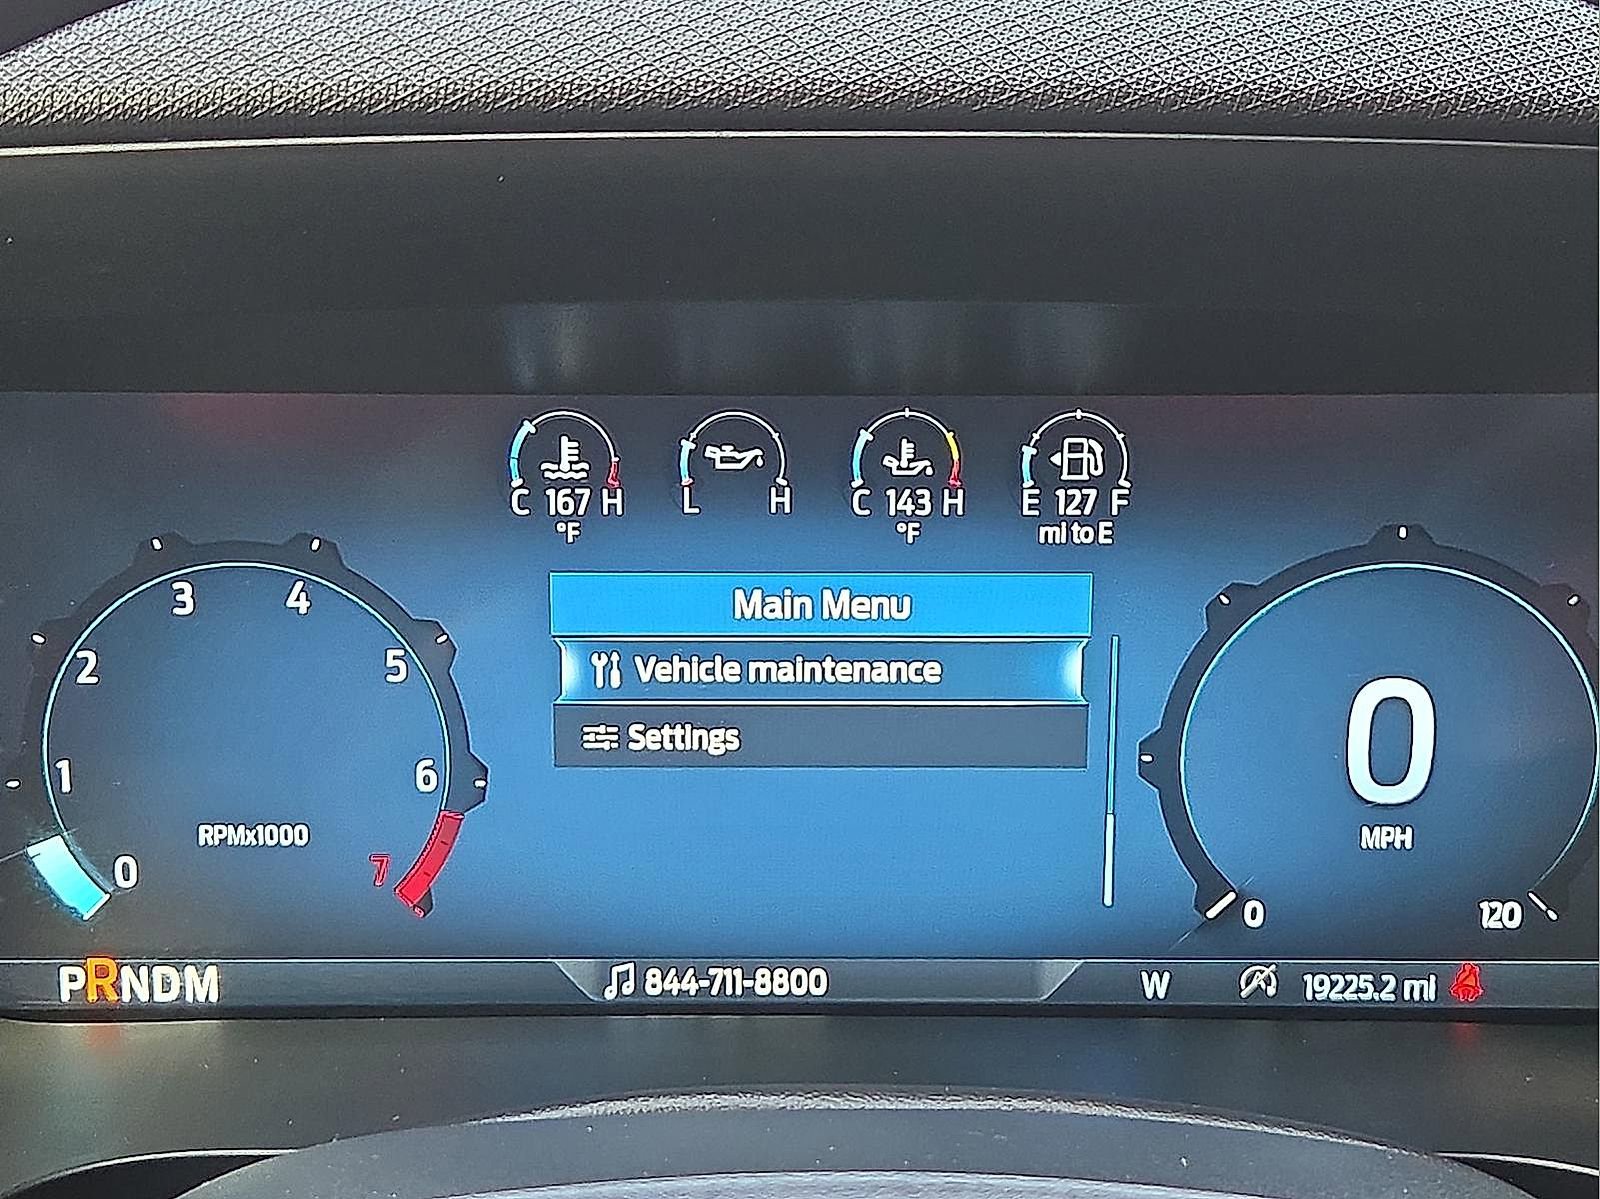 C 167 H
°F
L H
C 143 H
°F
E 127 F
mi to E
Main Menu
Vehicle maintenance
Settings
0
1
2
3
4
5
6
7
RPMx1000
0
MPH
0
120
PRNDM
844-711-8800
W
19225.2 mi